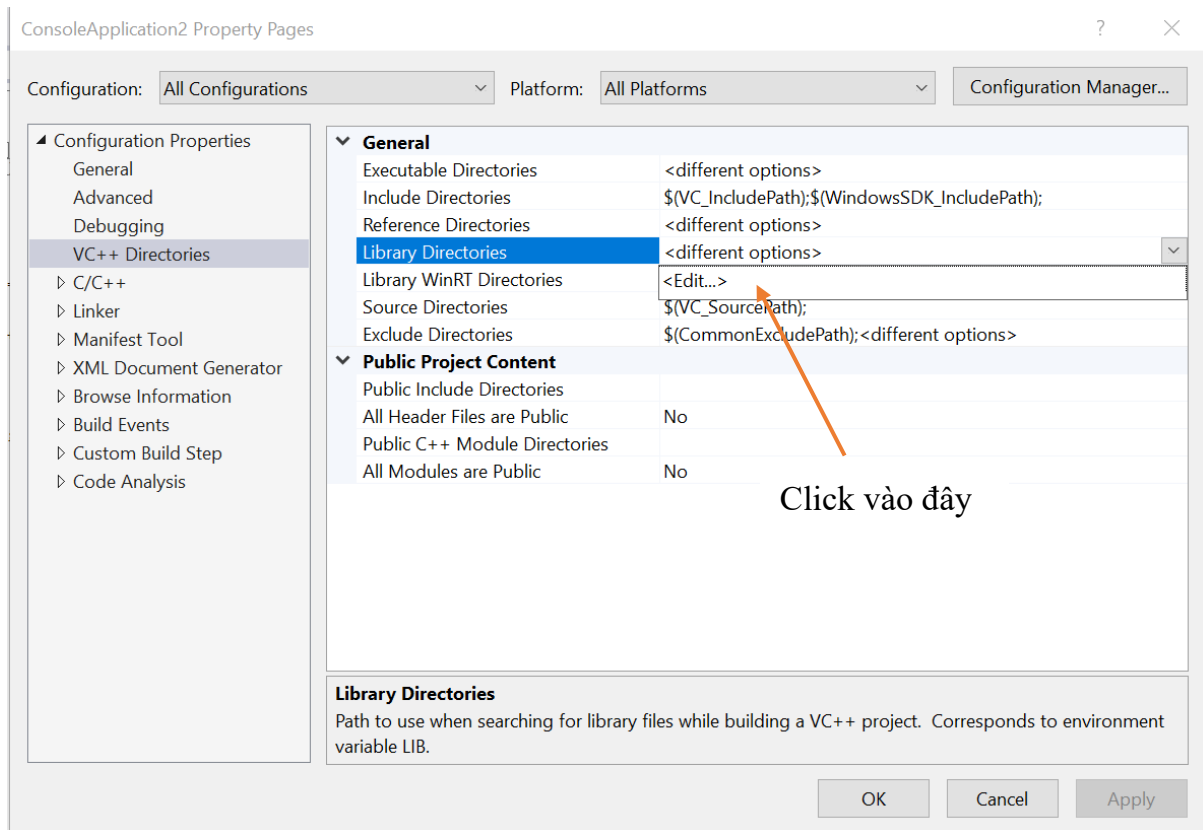 ConsoleApplication2 Property Pages
Configuration: All Configurations Platform: All Platforms Configuration Manager...
Configuration Properties
General
Advanced
Debugging
VC++ Directories
C/C++
Linker
Manifest Tool
XML Document Generator
Browse Information
Build Events
Custom Build Step
Code Analysis
General
Executable Directories <different options>
Include Directories $(VC_IncludePath);$(WindowsSDK_IncludePath);
Reference Directories <different options>
Library Directories <different options>
Library WinRT Directories <Edit...>
Source Directories $(VC_SourcePath);
Exclude Directories $(CommonExcludePath);<different options>
Public Project Content
Public Include Directories
All Header Files are Public No
Public C++ Module Directories
All Modules are Public No
Click vào đây
Library Directories
Path to use when searching for library files while building a VC++ project. Corresponds to environment
variable LIB.
OK Cancel Apply